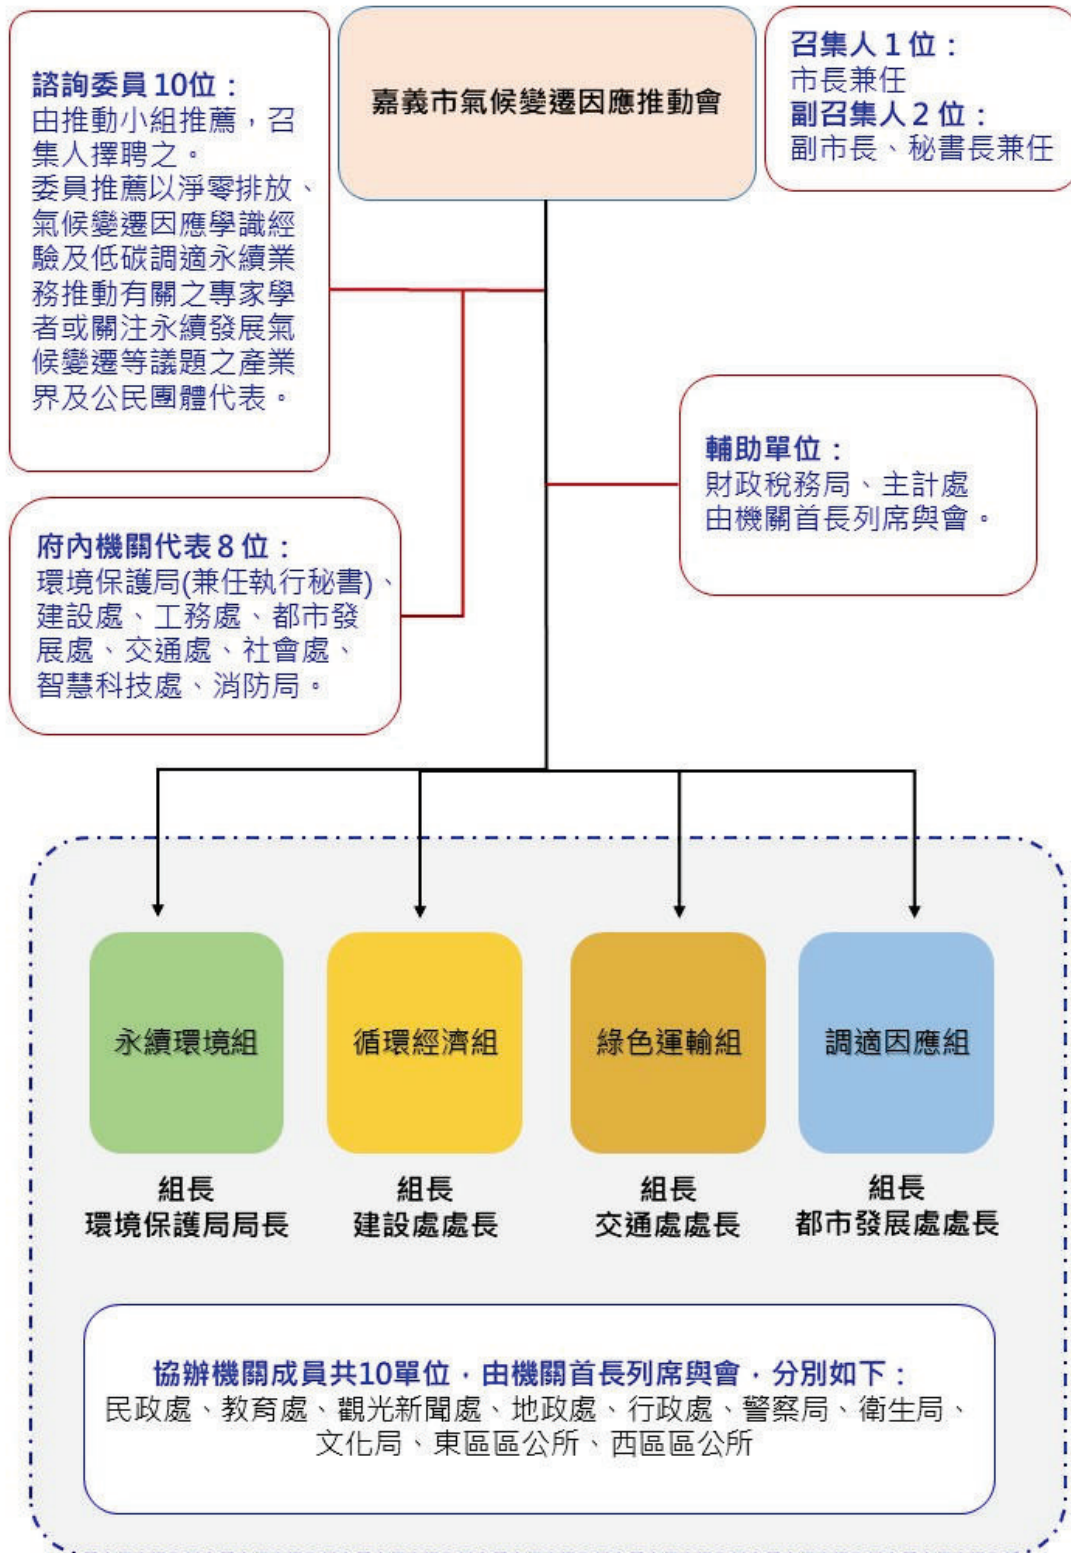 嘉義市氣候變遷因應推動會
召集人 1 位：
市長兼任
副召集人 2 位：
副市長、秘書長兼任
諮詢委員 10位：
由推動小組推薦，召
集人擇聘之。
委員推薦以淨零排放、
氣候變遷因應學識經
驗及低碳調適永續業
務推動有關之專家學
者或關注永續發展氣
候變遷等議題之產業
界及公民團體代表。
輔助單位：
財政稅務局、主計處
由機關首長列席與會。
府內機關代表 8 位：
環境保護局(兼任執行秘書)、
建設處、工務處、都市發
展處、交通處、社會處、
智慧科技處、消防局。
永續環境組
循環經濟組
綠色運輸組
調適因應組
組長
環境保護局局長
組長
建設處處長
組長
交通處處長
組長
都市發展處處長
協辦機關成員共10單位，由機關首長列席與會，分別如下：
民政處、教育處、觀光新聞處、地政處、行政處、警察局、衛生局、
文化局、東區區公所、西區區公所